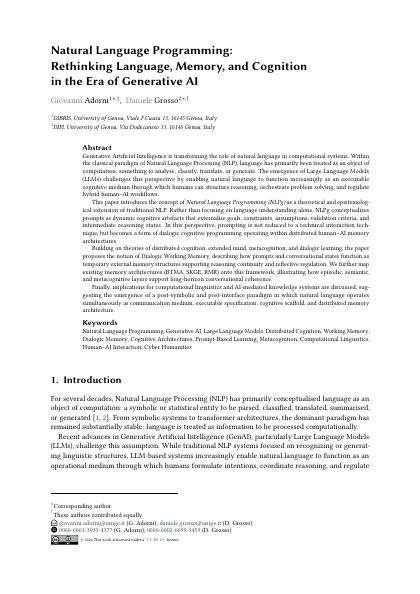 Natural Language Programming:
Rethinking Language, Memory, and Cognition
in the Era of Generative AI
Giovanni Adorni1,*,†, Daniele Grosso2,*,†
1DIBRIS, University of Genoa, Viale F.Causa 13, 16145 Genoa, Italy
2DIFI, University of Genoa, Via Dodecaneso 33, 16146 Genoa, Italy
Abstract
Generative Artificial Intelligence is transforming the role of natural language in computational systems. Within
the classical paradigm of Natural Language Processing (NLP), language has been primarily treated as an object of
computation: something to analyse, classify, translate, or generate. The emergence of Large Language Models
(LLMs) challenges this perspective by enabling natural language to function increasingly as an executable
cognitive medium through which humans can structure reasoning, orchestrate problem solving, and regulate
hybrid human–AI workflows.
This paper introduces the concept of Natural Language Programming (NLPg) as a theoretical and epistemolog-
ical extension of traditional NLP. Rather than focusing on language understanding alone, NLPg conceptualizes
prompts as dynamic cognitive artifacts that externalise goals, constraints, assumptions, validation criteria, and
intermediate reasoning states. In this perspective, prompting is not reduced to a technical interaction tech-
nique, but becomes a form of dialogic cognitive programming operating within distributed human–AI memory
architectures.
Building on theories of distributed cognition, extended mind, metacognition, and dialogic learning, the paper
proposes the notion of Dialogic Working Memory, describing how prompts and conversational states function as
temporary external memory structures supporting reasoning continuity and reflective regulation. We further map
existing memory architectures (BTMA, SKGE, RMR) onto this framework, illustrating how episodic, semantic,
and metacognitive layers support long-horizon conversational coherence.
Finally, implications for computational linguistics and AI-mediated knowledge systems are discussed, sug-
gesting the emergence of a post-symbolic and post-interface paradigm in which natural language operates
simultaneously as communication medium, executable specification, cognitive scaffold, and distributed memory
architecture.
Keywords
Natural Language Programming, Generative AI, Large Language Models, Distributed Cognition, Working Memory,
Dialogic Memory, Cognitive Architectures, Prompt-Based Learning, Metacognition, Computational Linguistics,
Human–AI Interaction, Cyber Humanities
1. Introduction
For several decades, Natural Language Processing (NLP) has primarily conceptualised language as an
object of computation: a symbolic or statistical entity to be parsed, classified, translated, summarised,
or generated [1, 2]. From symbolic systems to transformer architectures, the dominant paradigm has
remained substantially stable: language is treated as information to be processed computationally.
Recent advances in Generative Artificial Intelligence (GenAI), particularly Large Language Models
(LLMs), challenge this assumption. While traditional NLP systems focused on recognizing or generat-
ing linguistic structures, LLM-based systems increasingly enable natural language to function as an
operational medium through which humans formulate intentions, coordinate reasoning, and regulate
*Corresponding author.
†These authors contributed equally.
giovanni.adorni@unige.it (G. Adorni); daniele.grosso@unige.it (D. Grosso)
0000-0003-3933-4377 (G. Adorni); 0000-0002-0699-3459 (D. Grosso)
© 2026 This work is licensed under a "CC BY 4.0" license.